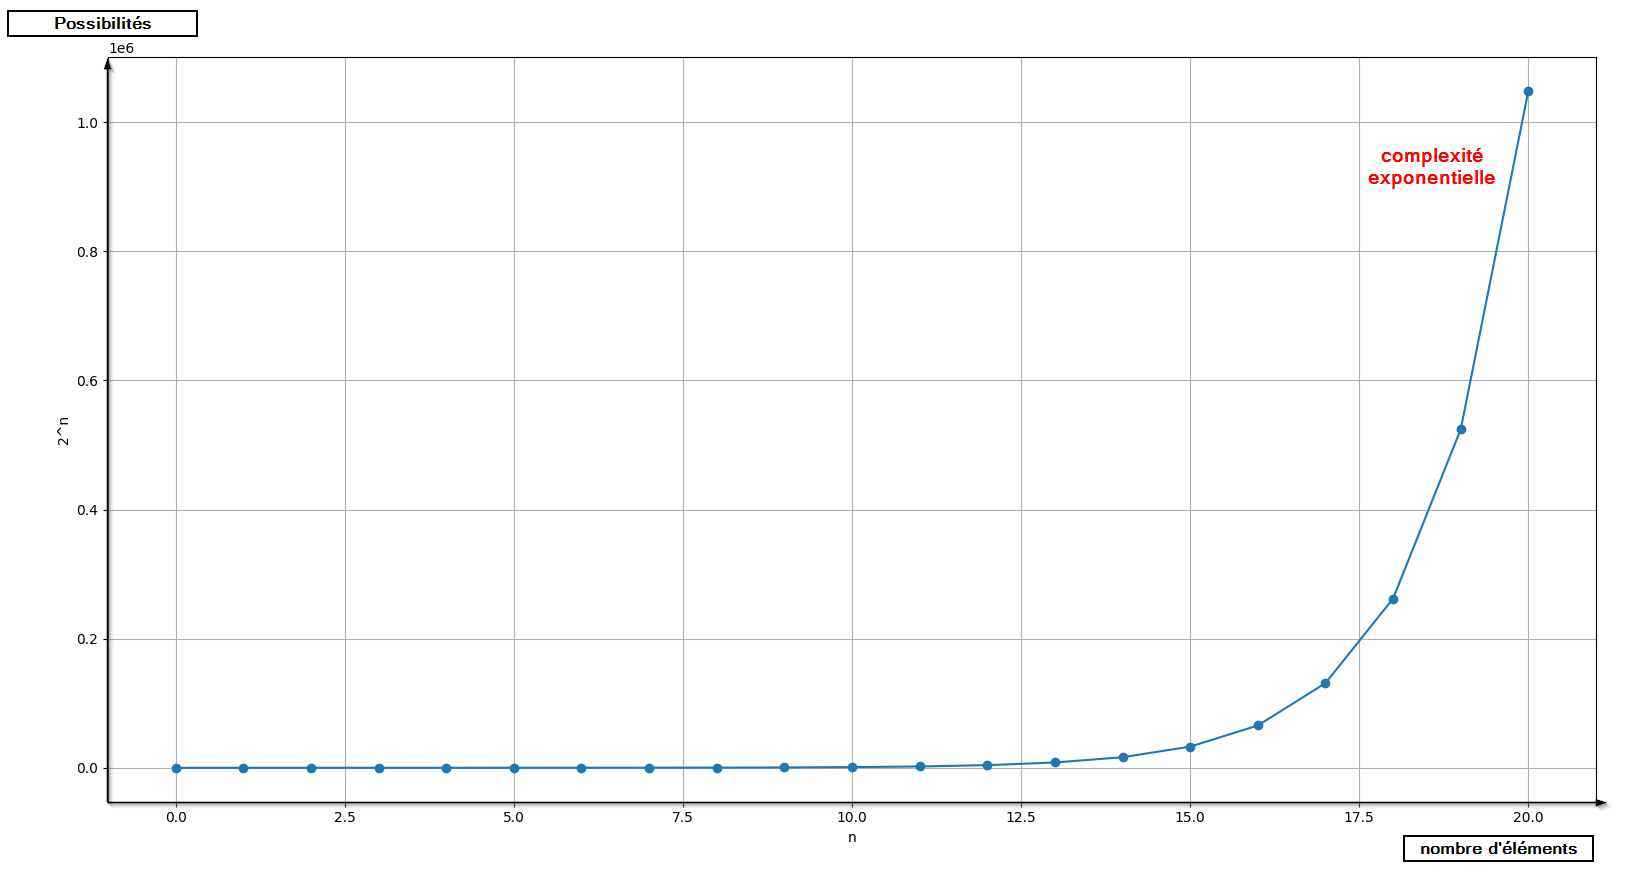 Possibilités
1e6
1.0
complexité
exponentielle
0.8
0.6
2^n
0.4
0.2
0.0
0.0 2.5 5.0 7.5 10.0 12.5 15.0 17.5 20.0
n
nombre d'éléments